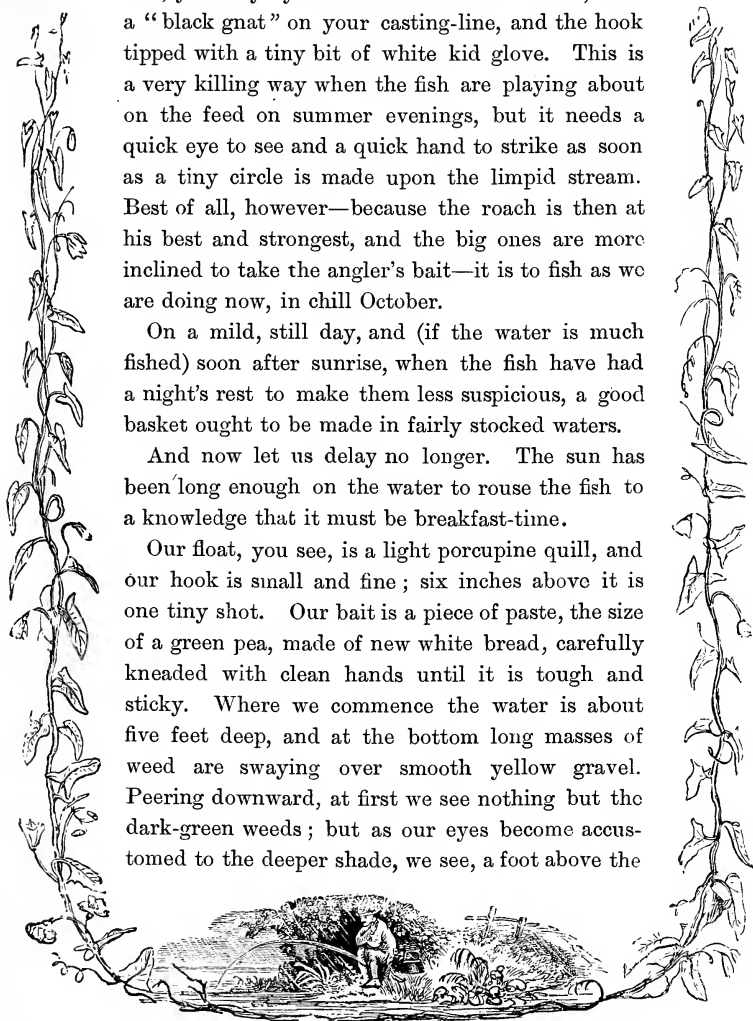 a “black gnat” on your casting-line, and the hook
tipped with a tiny bit of white kid glove. This is
a very killing way when the fish are playing about
on the feed on summer evenings, but it needs a
quick eye to see and a quick hand to strike as soon
as a tiny circle is made upon the limpid stream.
Best of all, however—because the roach is then at
his best and strongest, and the big ones are more
inclined to take the angler’s bait—it is to fish as we
are doing now, in chill October.
On a mild, still day, and (if the water is much
fished) soon after sunrise, when the fish have had
a night’s rest to make them less suspicious, a good
basket ought to be made in fairly stocked waters.
And now let us delay no longer. The sun has
been long enough on the water to rouse the fish to
a knowledge that it must be breakfast-time.
Our float, you see, is a light porcupine quill, and
our hook is small and fine ; six inches above it is
one tiny shot. Our bait is a piece of paste, the size
of a green pea, made of new white bread, carefully
kneaded with clean hands until it is tough and
sticky. Where we commence the water is about
five feet deep, and at the bottom long masses of
weed are swaying over smooth yellow gravel.
Peering downward, at first we see nothing but the
dark-green weeds ; but as our eyes become accus-
tomed to the deeper shade, we see, a foot above the